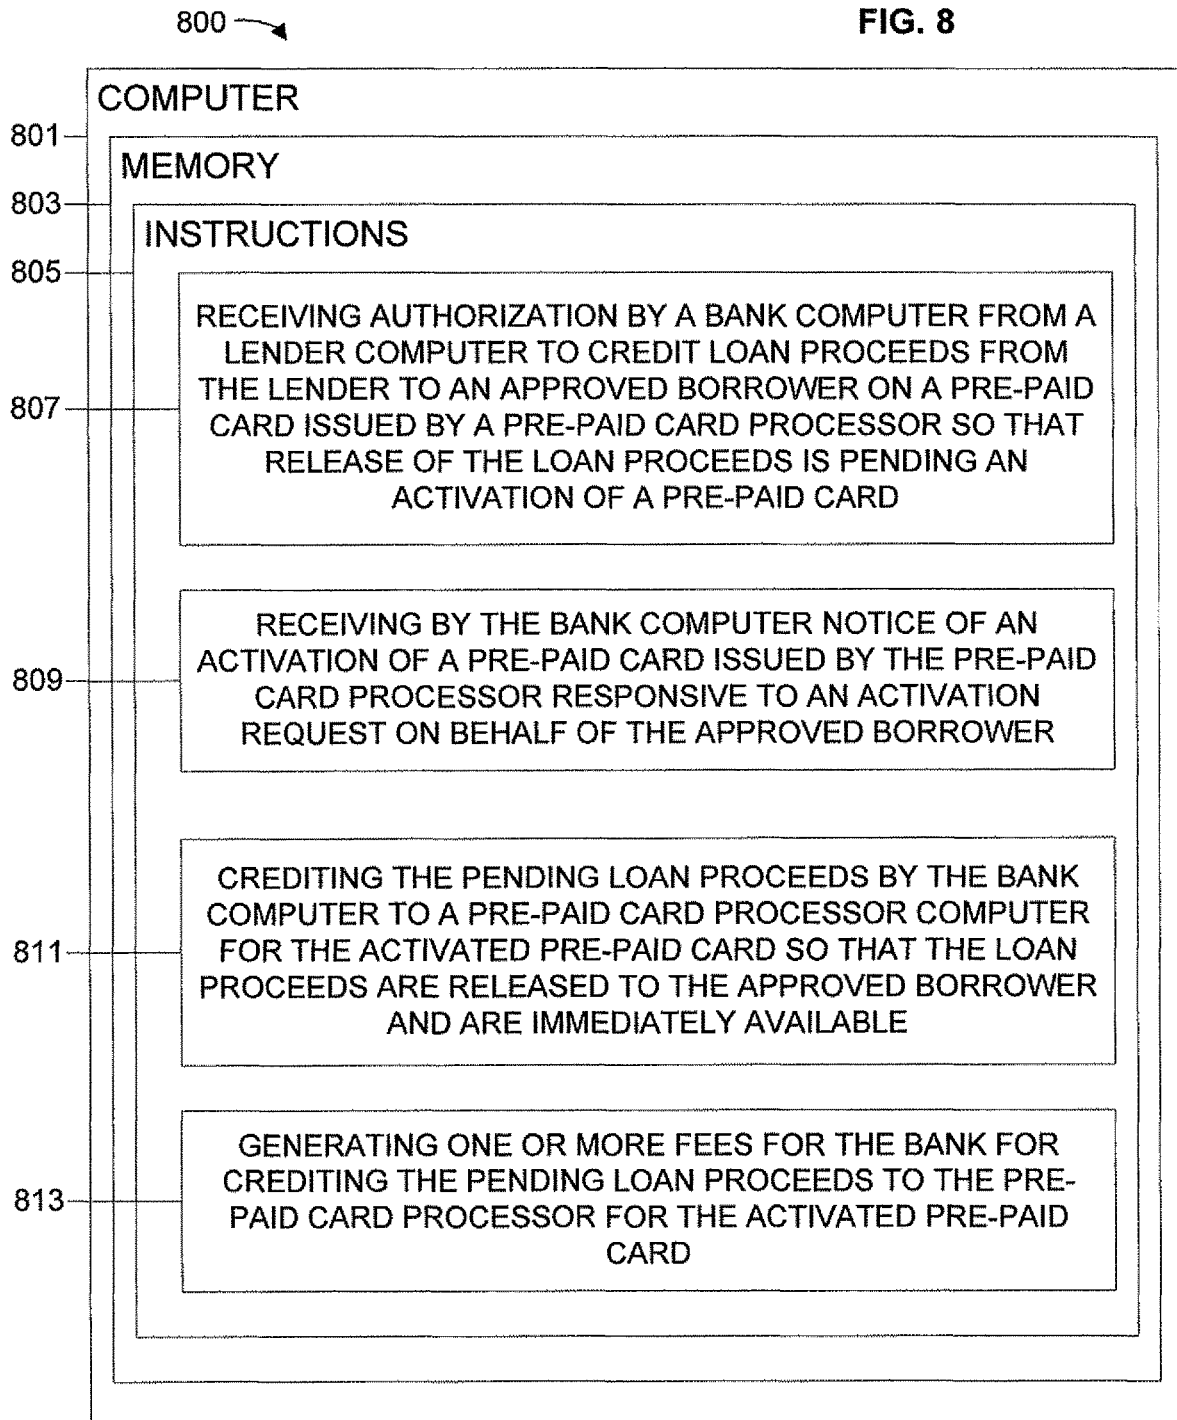 800
FIG. 8
COMPUTER
801
MEMORY
803
INSTRUCTIONS
805
RECEIVING AUTHORIZATION BY A BANK COMPUTER FROM A
LENDER COMPUTER TO CREDIT LOAN PROCEEDS FROM
THE LENDER TO AN APPROVED BORROWER ON A PRE-PAID
CARD ISSUED BY A PRE-PAID CARD PROCESSOR SO THAT
RELEASE OF THE LOAN PROCEEDS IS PENDING AN
ACTIVATION OF A PRE-PAID CARD
807
RECEIVING BY THE BANK COMPUTER NOTICE OF AN
ACTIVATION OF A PRE-PAID CARD ISSUED BY THE PRE-PAID
CARD PROCESSOR RESPONSIVE TO AN ACTIVATION
REQUEST ON BEHALF OF THE APPROVED BORROWER
809
CREDITING THE PENDING LOAN PROCEEDS BY THE BANK
COMPUTER TO A PRE-PAID CARD PROCESSOR COMPUTER
FOR THE ACTIVATED PRE-PAID CARD SO THAT THE LOAN
PROCEEDS ARE RELEASED TO THE APPROVED BORROWER
AND ARE IMMEDIATELY AVAILABLE
811
GENERATING ONE OR MORE FEES FOR THE BANK FOR
CREDITING THE PENDING LOAN PROCEEDS TO THE PRE-
PAID CARD PROCESSOR FOR THE ACTIVATED PRE-PAID
CARD
813